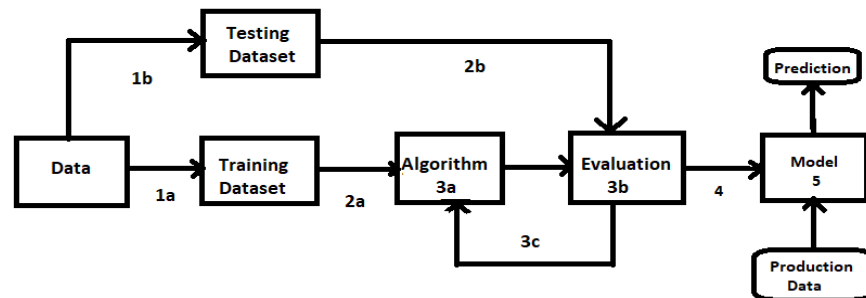 Testing
Dataset
1b
2b
Prediction
Data
Training
Dataset
Algorithm
3a
Evaluation
3b
Model
5
1a
2a
4
3c
Production
Data